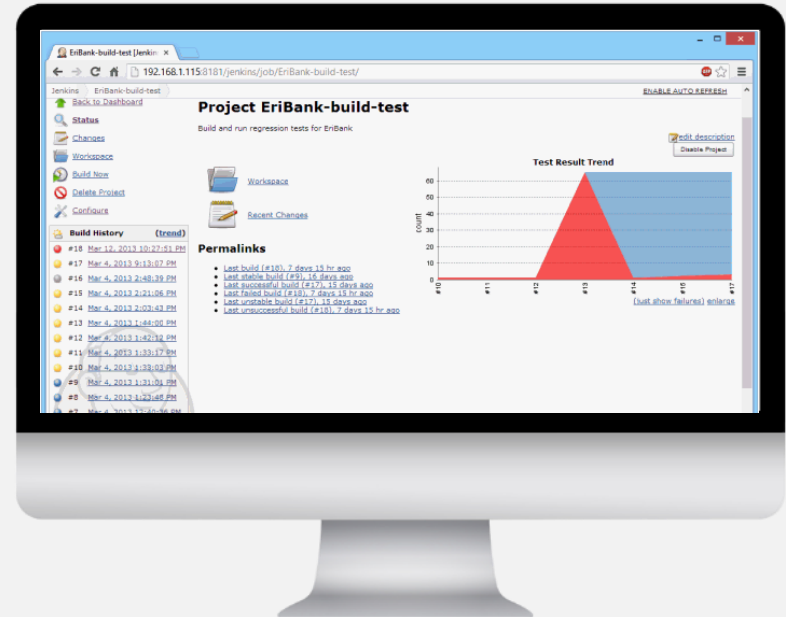 EriBank-build-test [Jenkin
192.168.1.115:8181/jenkins/job/EriBank-build-test/
Jenkins EriBank-build-test
ENABLE AUTO REFRESH
Back to Dashboard
Status
Changes
Workspace
Build Now
Delete Project
Configure
Build History (trend)
#18 Mar 12, 2013 10:27:51 PM
#17 Mar 4, 2013 9:13:07 PM
#16 Mar 4, 2013 2:48:39 PM
#15 Mar 4, 2013 2:21:06 PM
#14 Mar 4, 2013 2:03:43 PM
#13 Mar 4, 2013 1:44:00 PM
#12 Mar 4, 2013 1:42:12 PM
#11 Mar 4, 2013 1:33:17 PM
#10 Mar 4, 2013 1:33:03 PM
#9 Mar 4, 2013 1:31:01 PM
#8 Mar 4, 2013 1:23:48 PM
#7 Mar 4, 2013 12:40:36 PM
Project EriBank-build-test
Build and run regression tests for EriBank
edit description
Disable Project
Workspace
Recent Changes
Permalinks
Last build (#18), 7 days 15 hr ago
Last stable build (#9), 16 days ago
Last successful build (#17), 15 days ago
Last failed build (#18), 7 days 15 hr ago
Last unstable build (#17), 15 days ago
Last unsuccessful build (#18), 7 days 15 hr ago
Test Result Trend
count
60
50
40
30
20
10
0
#10
#11
#12
#13
#14
#16
#17
(just show failures) enlarge